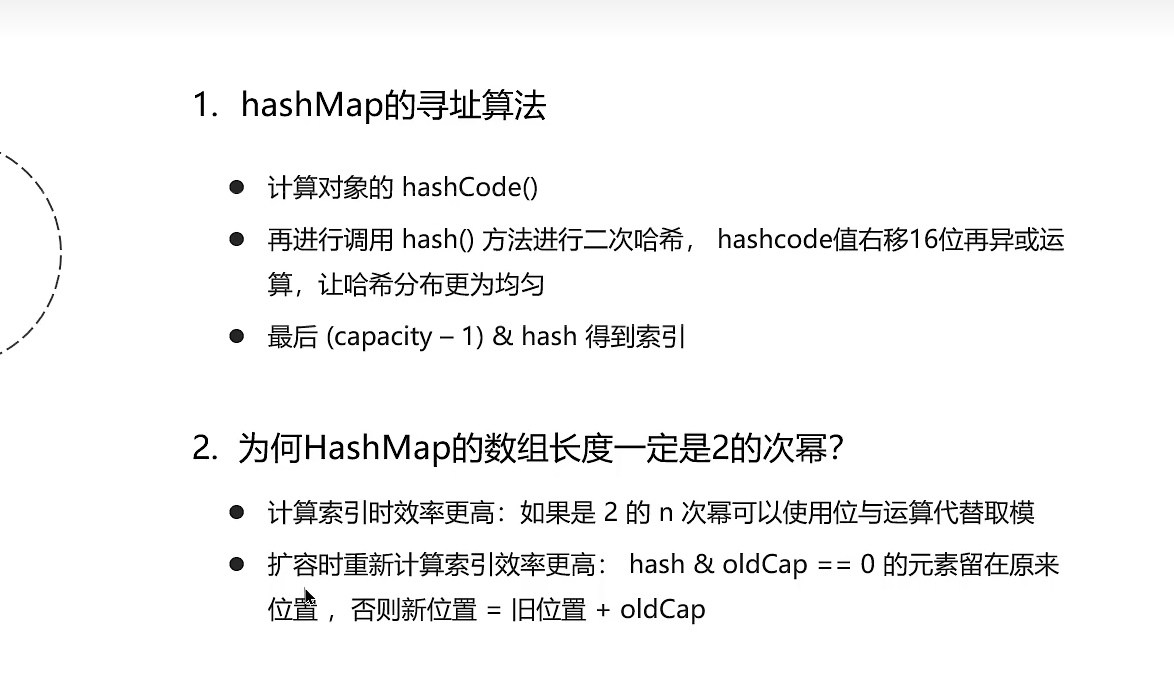 1. hashMap的寻址算法
● 计算对象的 hashCode()
● 再进行调用 hash() 方法进行二次哈希， hashcode值右移16位再异或运
算，让哈希分布更为均匀
● 最后 (capacity – 1) & hash 得到索引
2. 为何HashMap的数组长度一定是2的次幂？
● 计算索引时效率更高：如果是 2 的 n 次幂可以使用位与运算代替取模
● 扩容时重新计算索引效率更高： hash & oldCap == 0 的元素留在原来
位置 ，否则新位置 = 旧位置 + oldCap